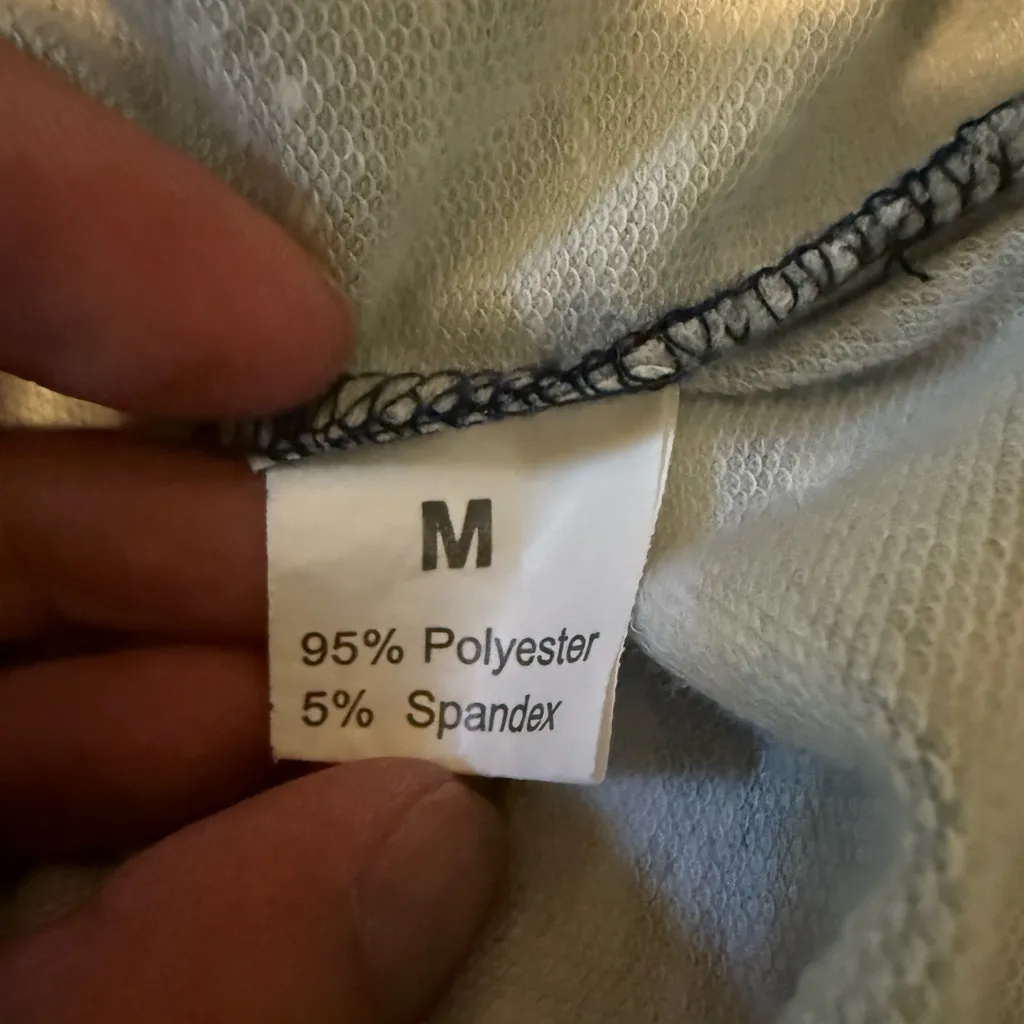 M
95% Polyester
5% Spandex